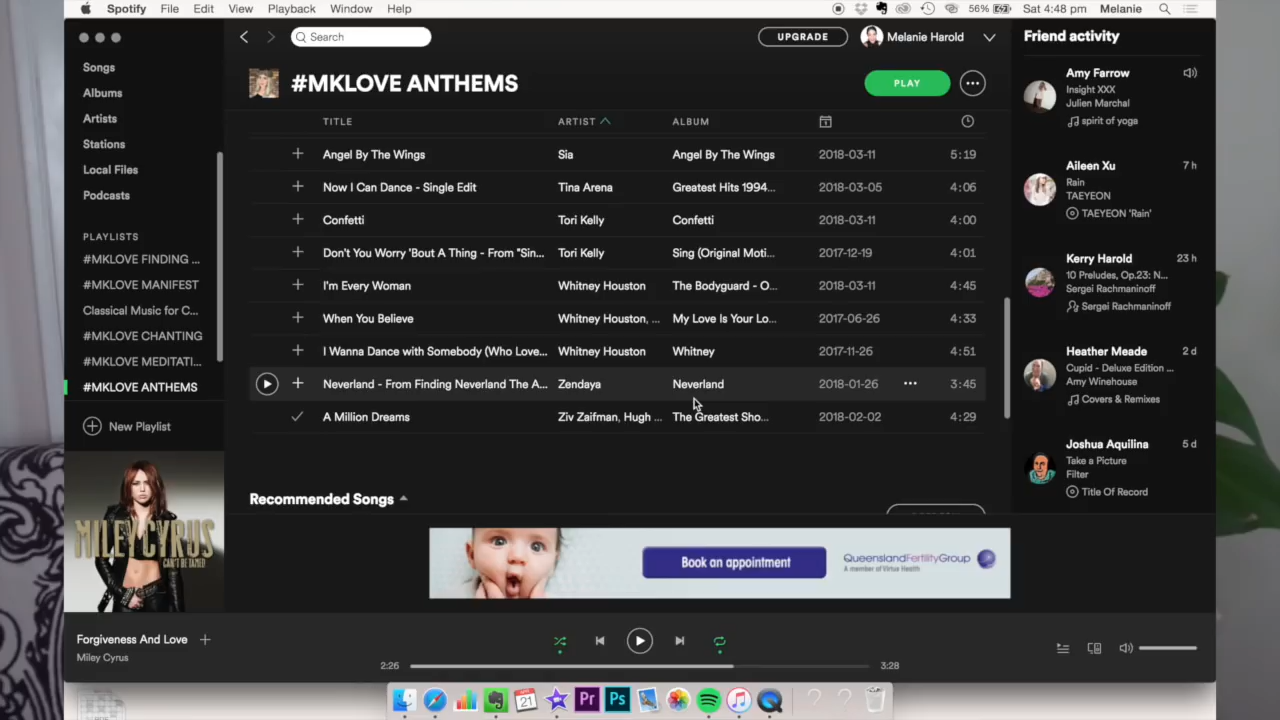 Spotify File Edit View Playback Window Help
56% Sat 4:48 pm Melanie
Search
UPGRADE
Melanie Harold
Songs
Albums
Artists
Stations
Local Files
Podcasts
PLAYLISTS
#MKLOVE FINDING ...
#MKLOVE MANIFEST
Classical Music for C...
#MKLOVE CHANTING
#MKLOVE MEDITATI...
#MKLOVE ANTHEMS
New Playlist
MILEY CYRUS
CAN'T BE TAMED
#MKLOVE ANTHEMS
PLAY
TITLE ARTIST ALBUM
Angel By The Wings Sia Angel By The Wings 2018-03-11 5:19
Now I Can Dance - Single Edit Tina Arena Greatest Hits 1994... 2018-03-05 4:06
Confetti Tori Kelly Confetti 2018-03-11 4:00
Don't You Worry 'Bout A Thing - From "Sin... Tori Kelly Sing (Original Moti... 2017-12-19 4:01
I'm Every Woman Whitney Houston The Bodyguard - O... 2018-03-11 4:45
When You Believe Whitney Houston, ... My Love Is Your Lo... 2017-06-26 4:33
I Wanna Dance with Somebody (Who Love... Whitney Houston Whitney 2017-11-26 4:51
Neverland - From Finding Neverland The A... Zendaya Neverland 2018-01-26 3:45
A Million Dreams Ziv Zaifman, Hugh ... The Greatest Sho... 2018-02-02 4:29
Recommended Songs
Friend activity
Amy Farrow
Insight XXX
Julien Marchal
spirit of yoga
Aileen Xu 7 h
Rain
TAEYEON
TAEYEON 'Rain'
Kerry Harold 23 h
10 Preludes, Op.23: N...
Sergei Rachmaninoff
Sergei Rachmaninoff
Heather Meade 2 d
Cupid - Deluxe Edition ...
Amy Winehouse
Covers & Remixes
Joshua Aquilina 5 d
Take a Picture
Filter
Title Of Record
Book an appointment
QueenslandFertilityGroup
A member of Virtus Health
Forgiveness And Love
Miley Cyrus
2:26 3:28
21
Pr
Ps